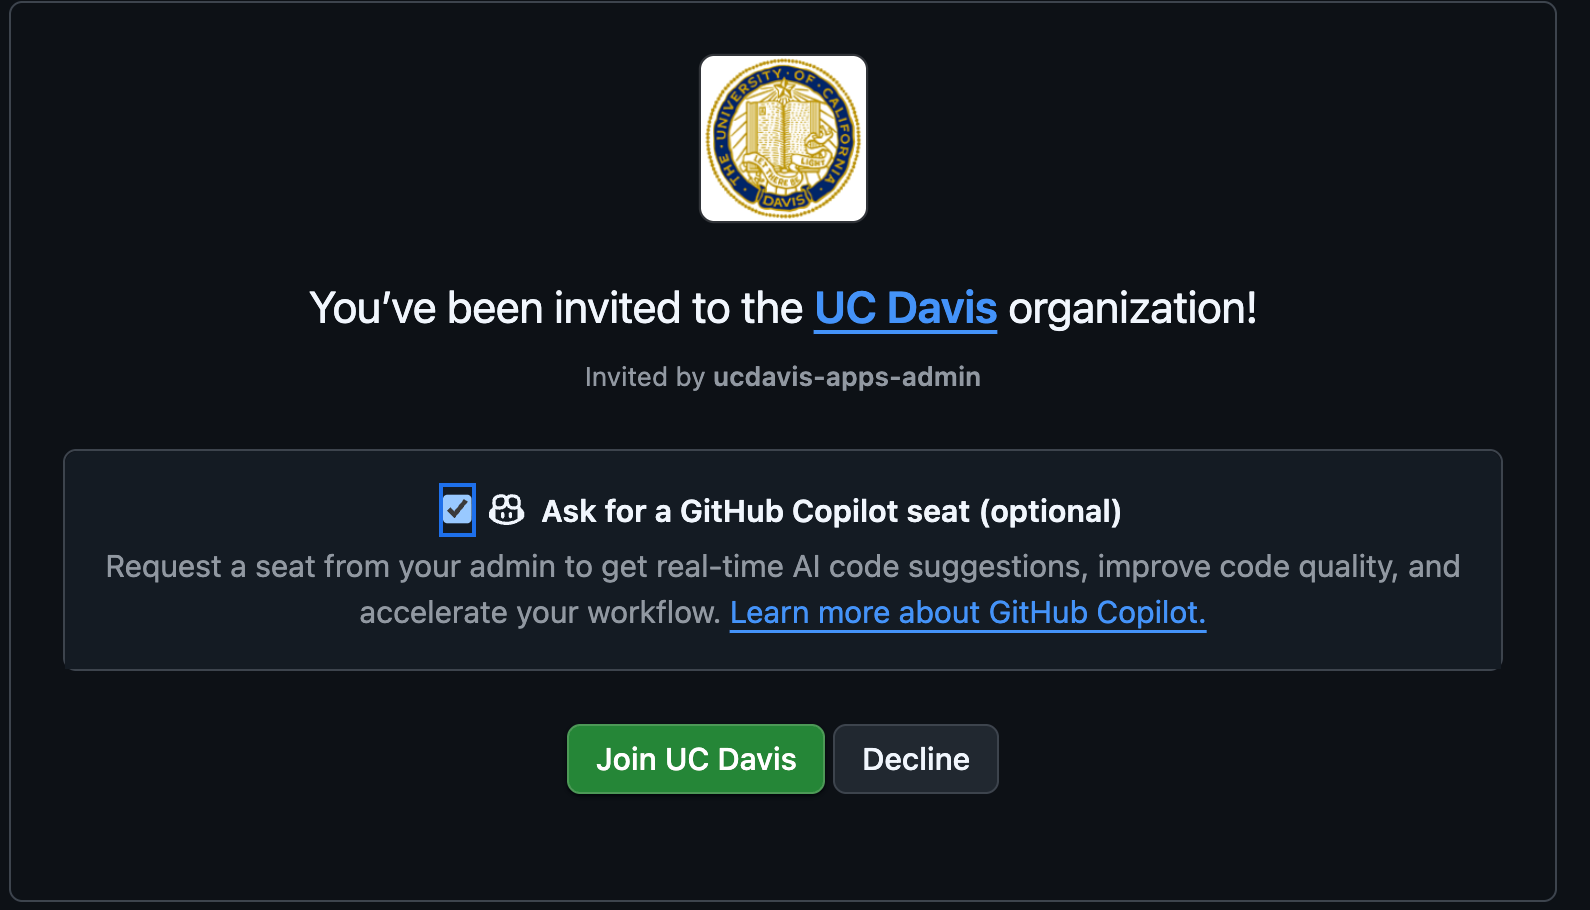 THE · UNIVERSITY · OF · CALIFORNIA
LET THERE BE LIGHT
DAVIS
You’ve been invited to the UC Davis organization!
Invited by ucdavis-apps-admin
Ask for a GitHub Copilot seat (optional)
Request a seat from your admin to get real-time AI code suggestions, improve code quality, and
accelerate your workflow. Learn more about GitHub Copilot.
Join UC Davis
Decline